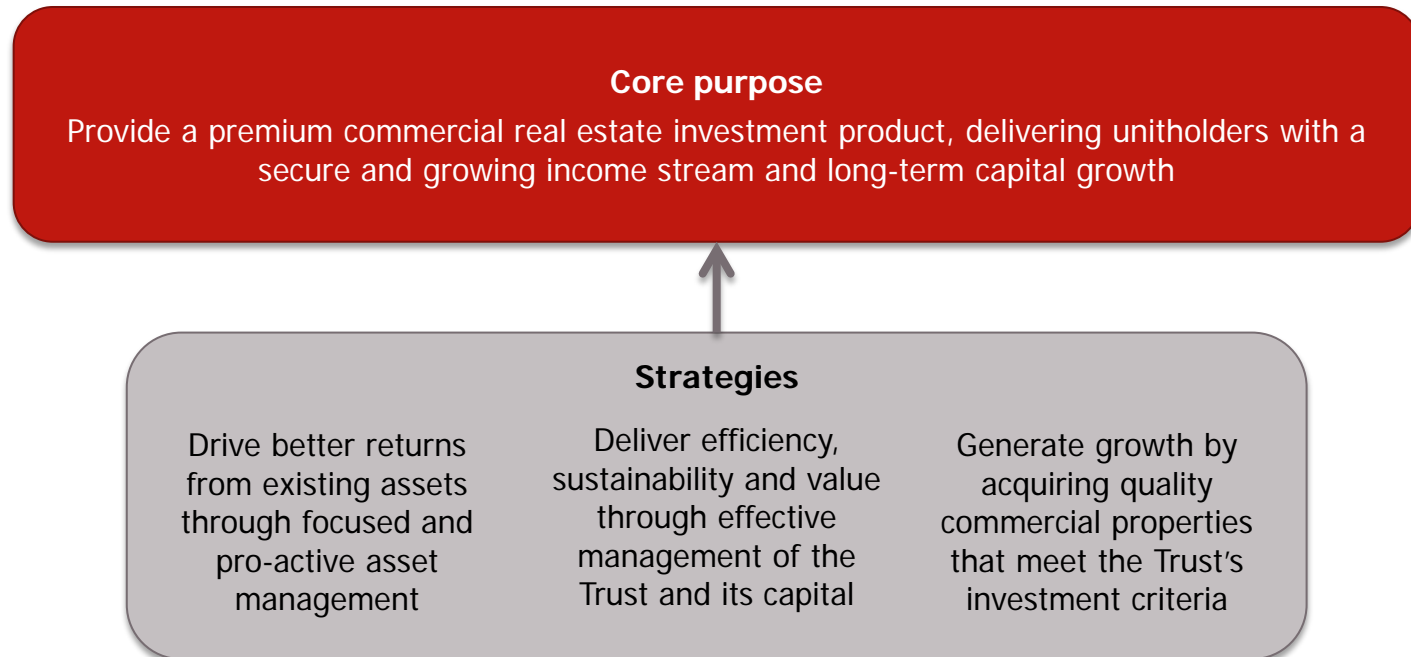 Core purpose
Provide a premium commercial real estate investment product, delivering unitholders with a
secure and growing income stream and long-term capital growth
Strategies
Drive better returns
from existing assets
through focused and
pro-active asset
management
Deliver efficiency,
sustainability and value
through effective
management of the
Trust and its capital
Generate growth by
acquiring quality
commercial properties
that meet the Trust’s
investment criteria